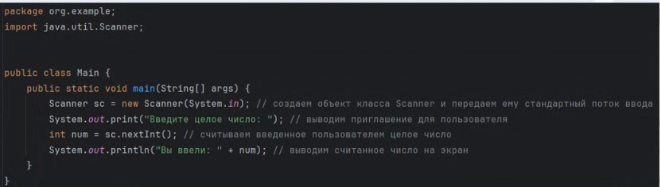 package org.example;
import java.util.Scanner;
public class Main {
public static void main(String[] args) {
Scanner sc = new Scanner(System.in); // создаем объект класса Scanner и передаем ему стандартный поток ввода
System.out.print("Введите целое число: "); // выводим приглашение для пользователя
int num = sc.nextInt(); // считываем введенное пользователем целое число
System.out.println("Вы ввели: " + num); // выводим считанное число на экран
}
}